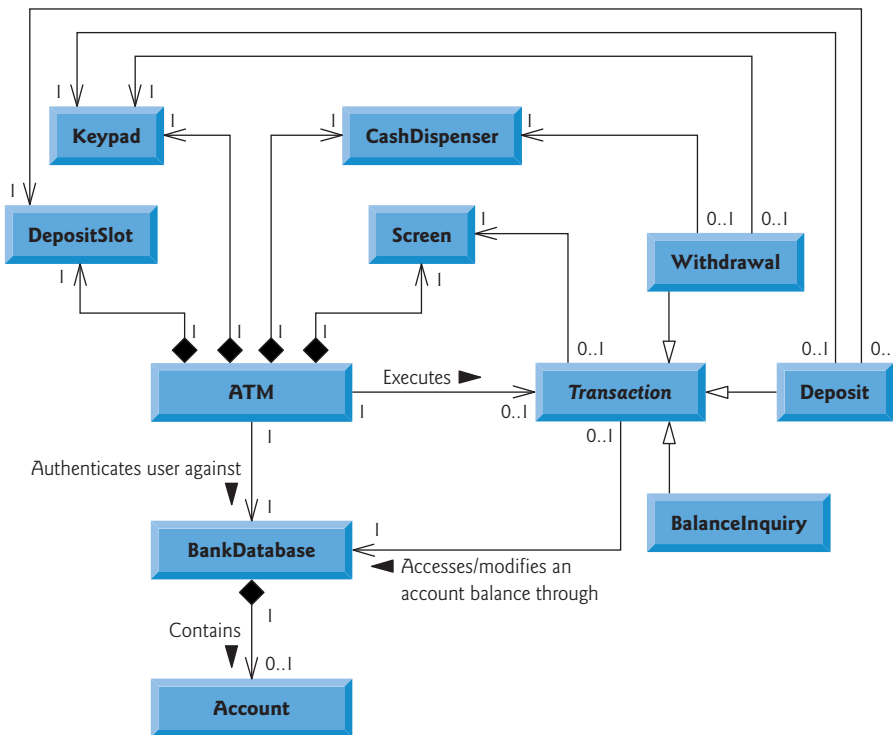 1 1 1 1
Keypad
CashDispenser
1
DepositSlot
Screen
1
0..1 0..1
Withdrawal
1 1
1 1 1 1
0..1
0..1 0..
ATM
Executes
1
0..1
Transaction
Deposit
1
0..1
Authenticates user against
1
1
BankDatabase
BalanceInquiry
Accesses/modifies an
account balance through
1
Contains
0..1
Account